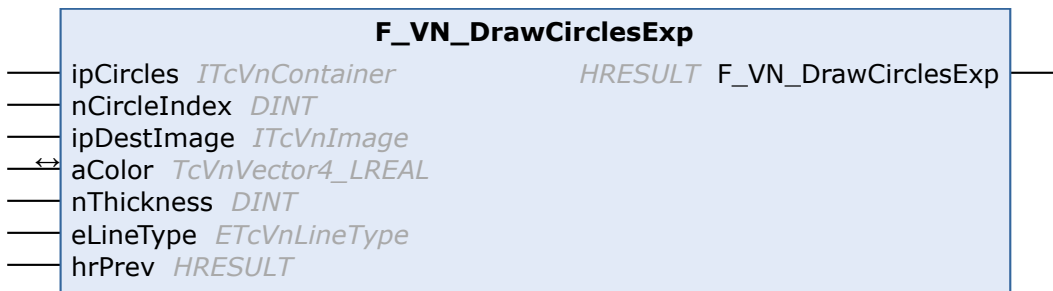 F_VN_DrawCirclesExp
ipCircles ITcVnContainer HRESULT F_VN_DrawCirclesExp
nCircleIndex DINT
ipDestImage ITcVnImage
↔ aColor TcVnVector4_LREAL
nThickness DINT
eLineType ETcVnLineType
hrPrev HRESULT